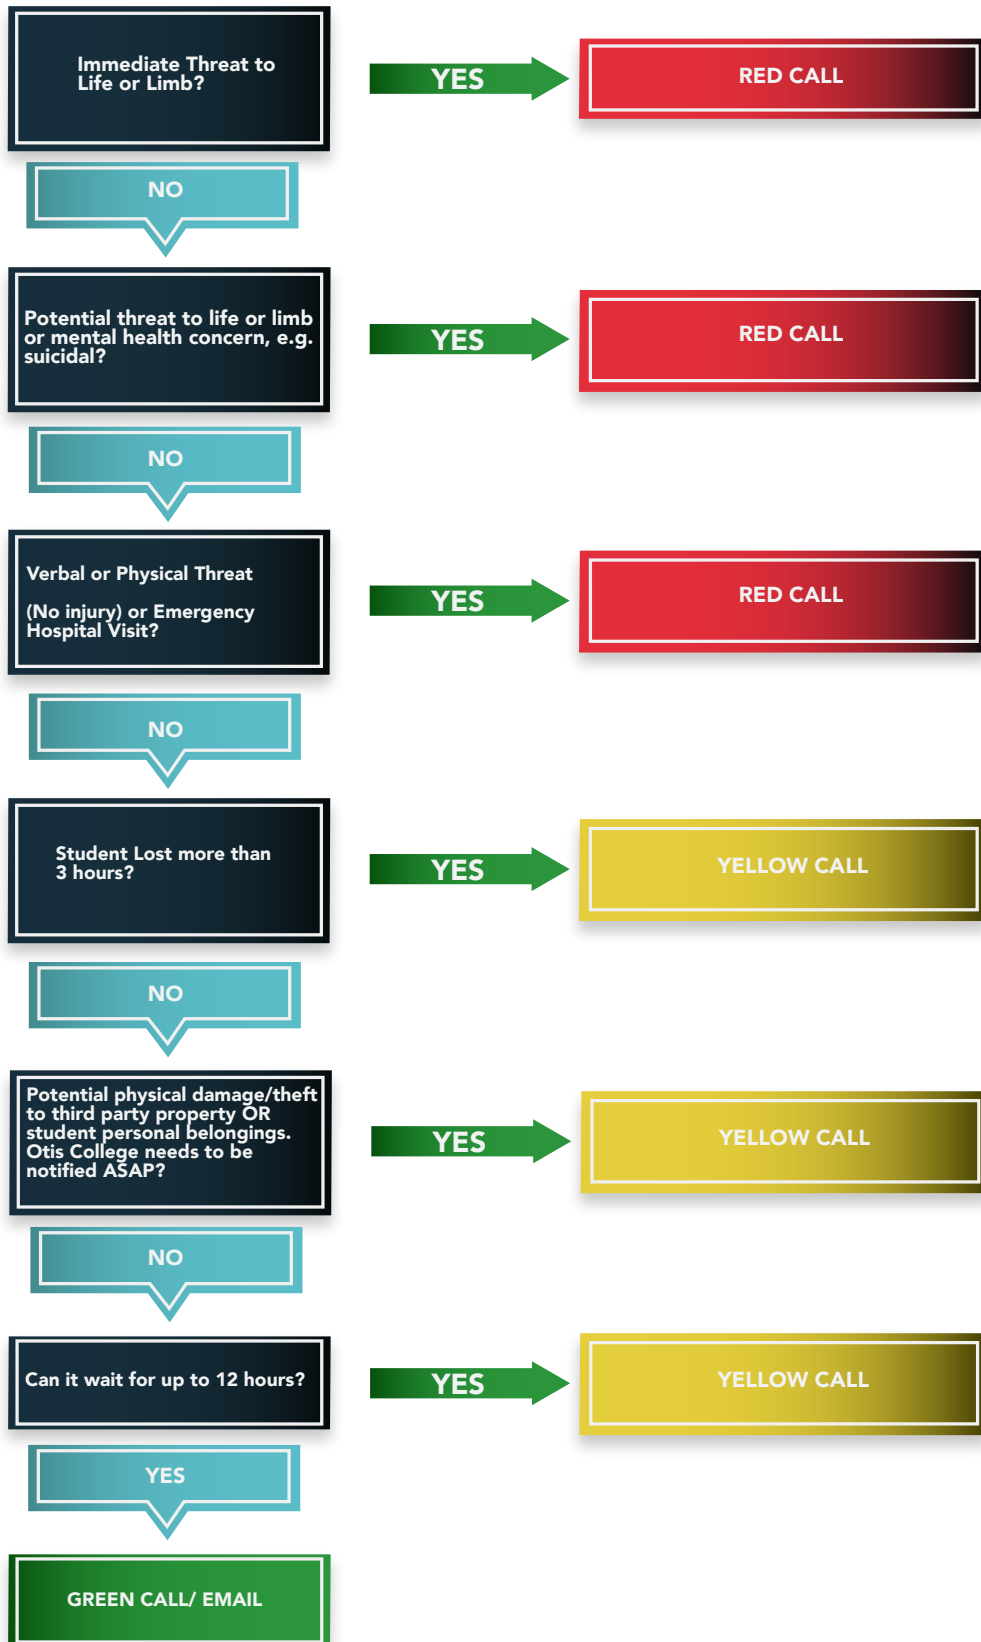 Immediate Threat to
Life or Limb?
YES
RED CALL
NO
Potential threat to life or limb
or mental health concern, e.g.
suicidal?
YES
RED CALL
NO
Verbal or Physical Threat
(No injury) or Emergency
Hospital Visit?
YES
RED CALL
NO
Student Lost more than
3 hours?
YES
YELLOW CALL
NO
Potential physical damage/theft
to third party property OR
student personal belongings.
Otis College needs to be
notified ASAP?
YES
YELLOW CALL
NO
Can it wait for up to 12 hours?
YES
YELLOW CALL
YES
GREEN CALL/ EMAIL